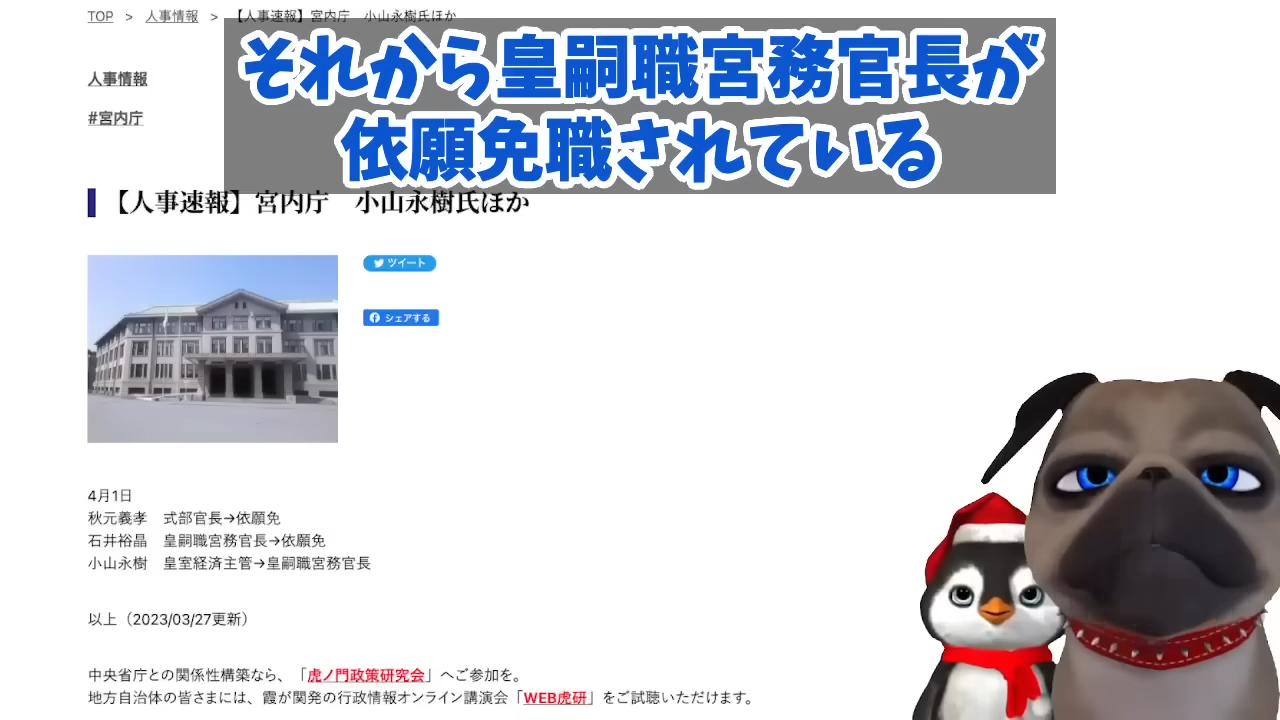 TOP > 人事情報 > 【人事速報】宮内庁 小山永樹氏ほか
それから皇嗣職宮務官長が
依願免職されている
人事情報
#宮内庁
【人事速報】宮内庁 小山永樹氏ほか
ツイート
シェアする
4月1日
秋元義孝 式部官長→依願免
石井裕晶 皇嗣職宮務官長→依願免
小山永樹 皇室経済主管→皇嗣職宮務官長
以上（2023/03/27更新）
中央省庁との関係性構築なら、「虎ノ門政策研究会」へご参加を。
地方自治体の皆さまには、霞が関発の行政情報オンライン講演会「WEB虎研」をご試聴いただけます。